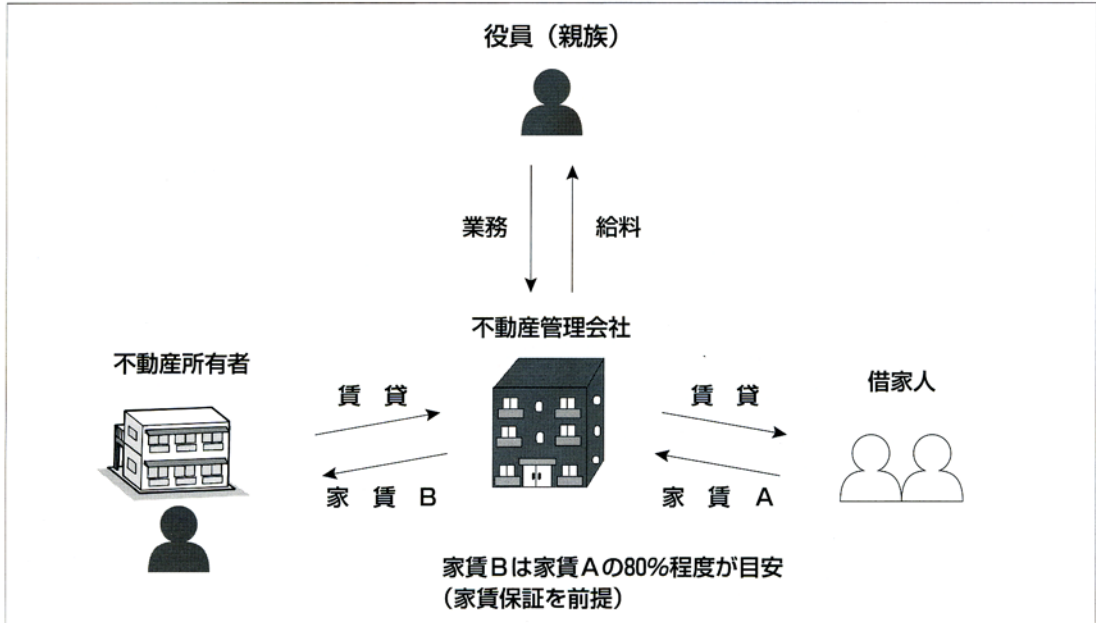 役員（親族）
業務
給料
不動産管理会社
不動産所有者
借家人
賃 貸
賃 貸
家 賃 B
家 賃 A
家賃Bは家賃Aの80%程度が目安
（家賃保証を前提）